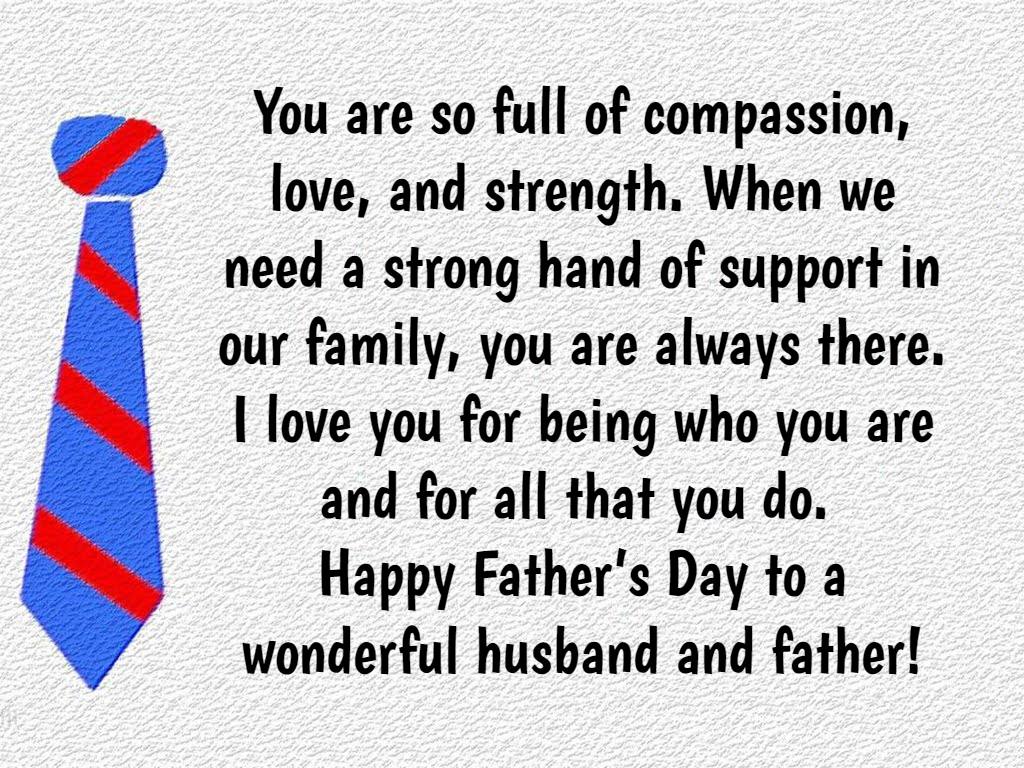 You are so full of compassion,
love, and strength. When we
need a strong hand of support in
our family, you are always there.
I love you for being who you are
and for all that you do.
Happy Father's Day to a
wonderful husband and father!